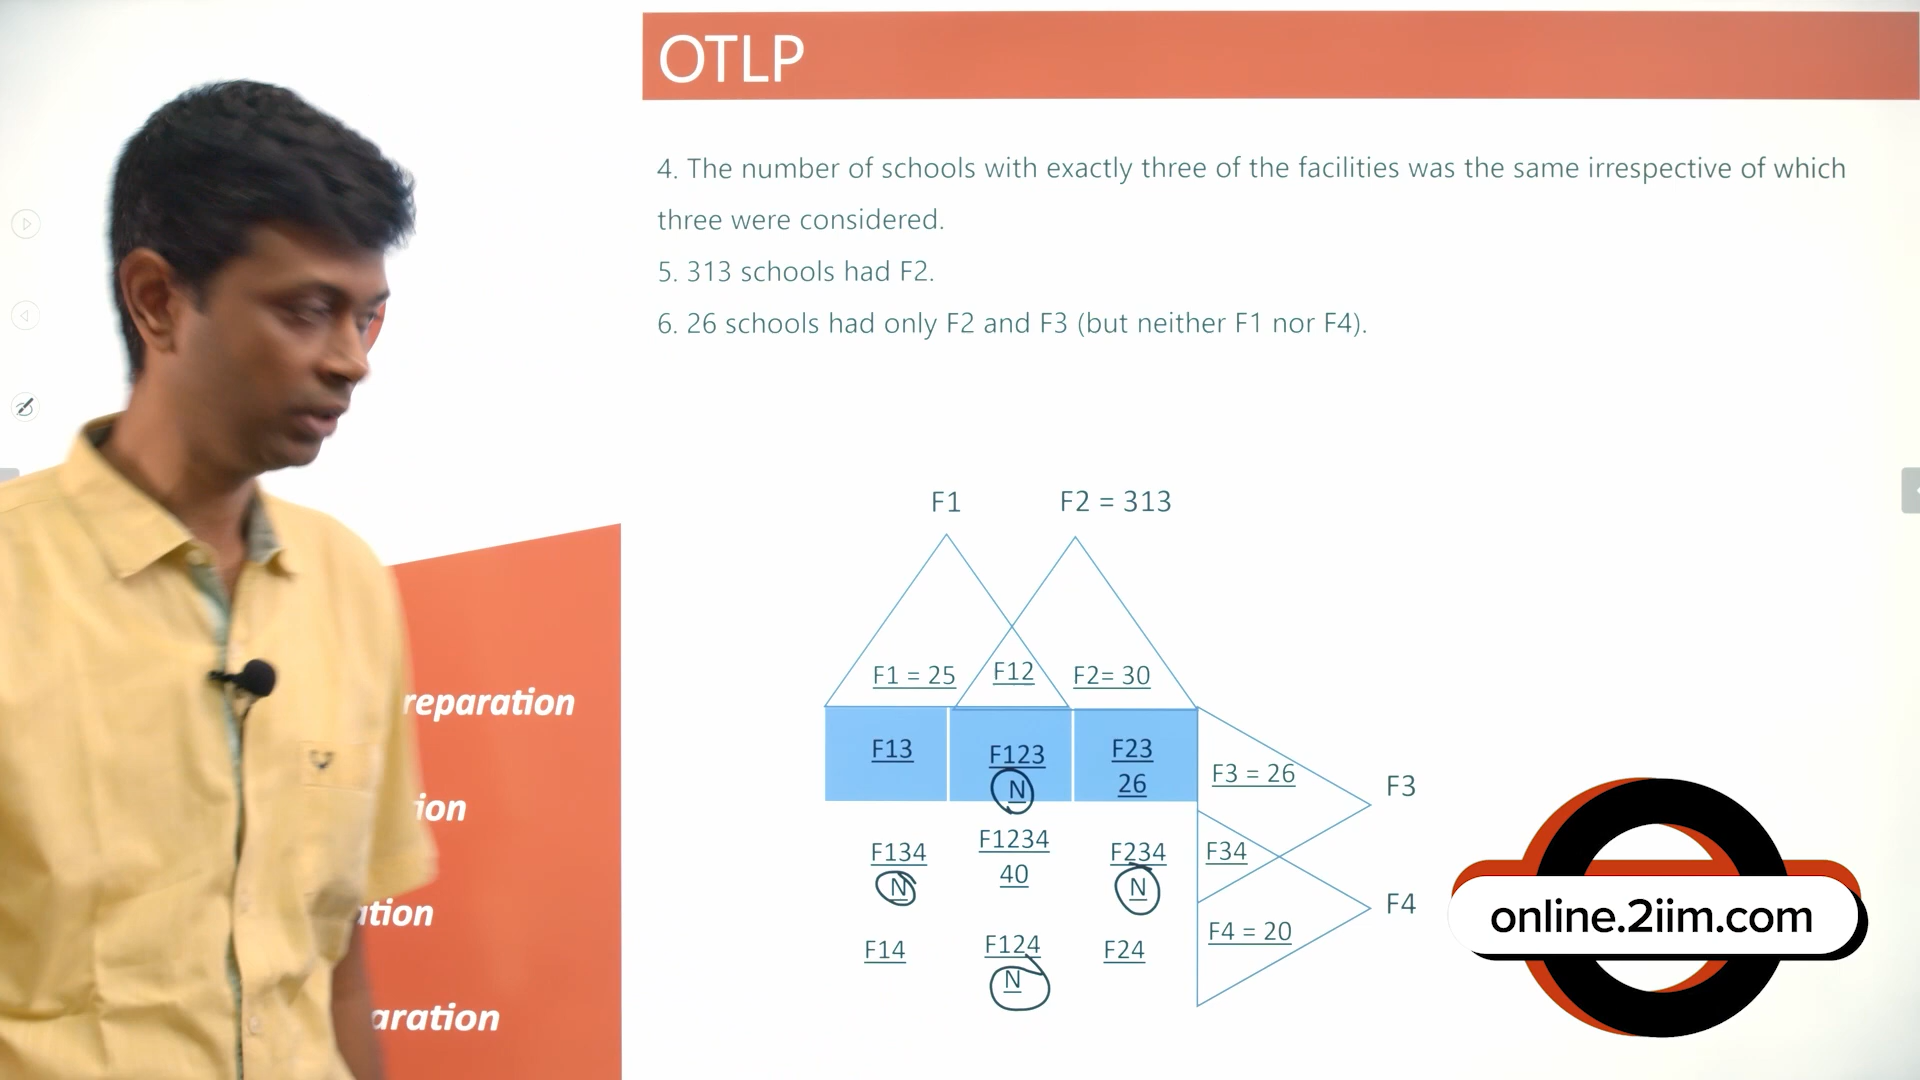 OTLP
4. The number of schools with exactly three of the facilities was the same irrespective of which
three were considered.
5. 313 schools had F2.
6. 26 schools had only F2 and F3 (but neither F1 nor F4).
F1
F2 = 313
F1 = 25
F12
F2= 30
F13
F123
N
F23
26
F3 = 26
F3
F134
N
F1234
40
F234
N
F34
F4
F14
F124
N
F24
F4 = 20
online.2iim.com
reparation
ion
ation
aration